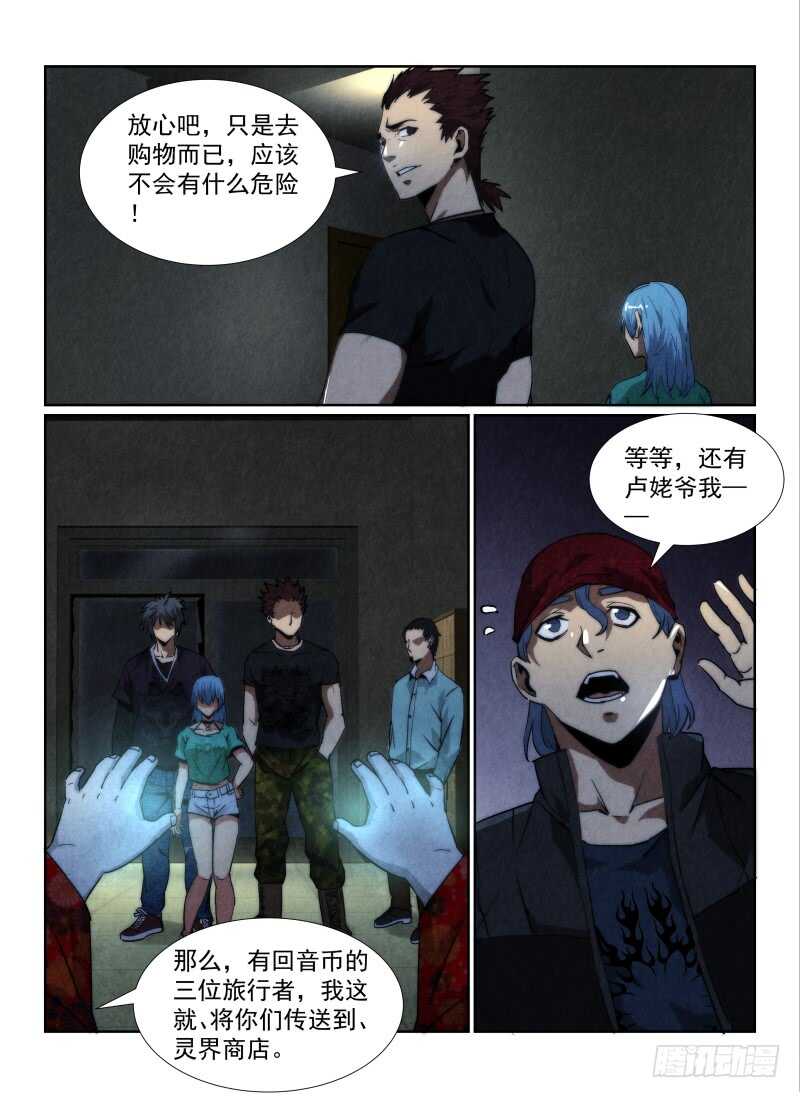 放心吧，只是去
购物而已，应该
不会有什么危险
！
等等，还有
卢姥爷我—
—
那么，有回音币的
三位旅行者，我这
就、将你们传送到、
灵界商店。
腾讯动漫